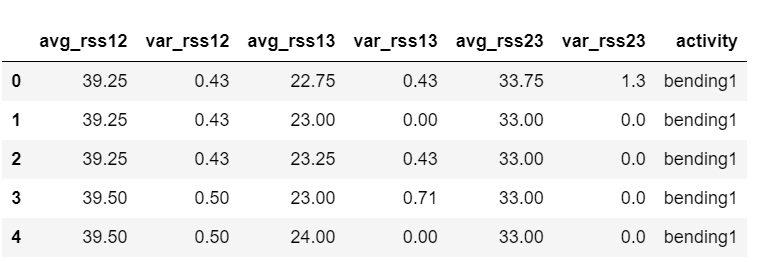 avg_rss12 var_rss12 avg_rss13 var_rss13 avg_rss23 var_rss23 activity
0 39.25 0.43 22.75 0.43 33.75 1.3 bending1
1 39.25 0.43 23.00 0.00 33.00 0.0 bending1
2 39.25 0.43 23.25 0.43 33.00 0.0 bending1
3 39.50 0.50 23.00 0.71 33.00 0.0 bending1
4 39.50 0.50 24.00 0.00 33.00 0.0 bending1